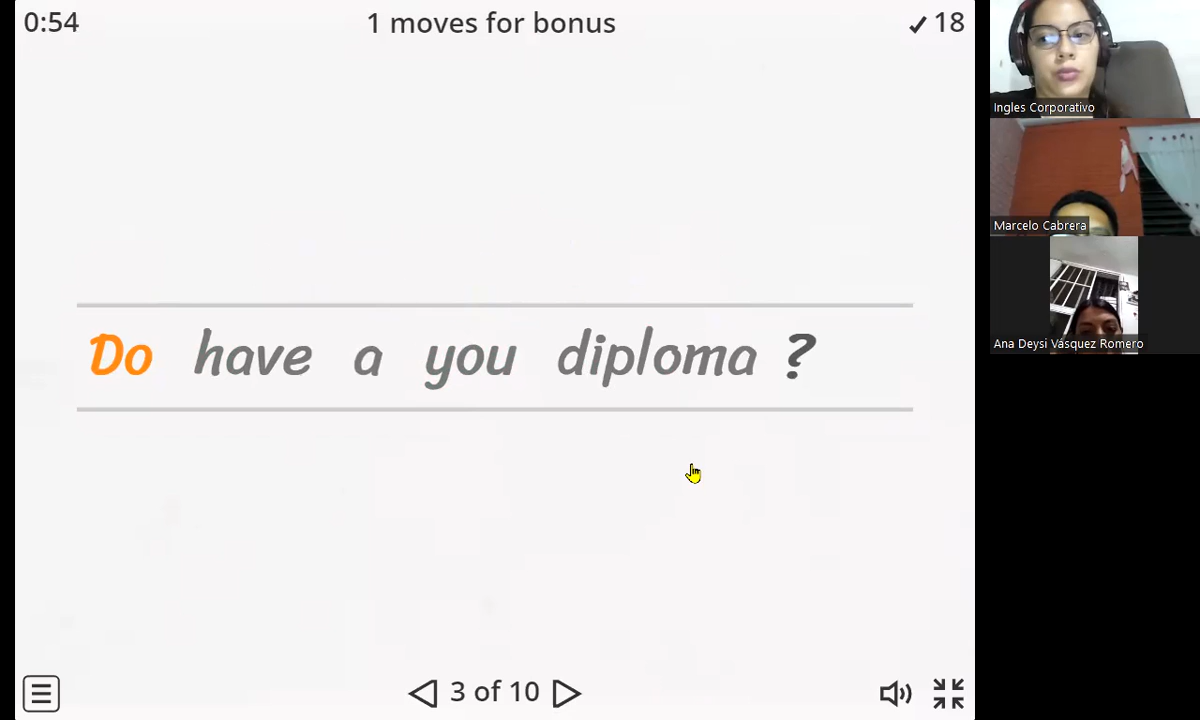 0:54 1 moves for bonus ✓ 18
Do have a you diploma ?
3 of 10
Ingles Corporativo
Marcelo Cabrera
Ana Deysi Vásquez Romero